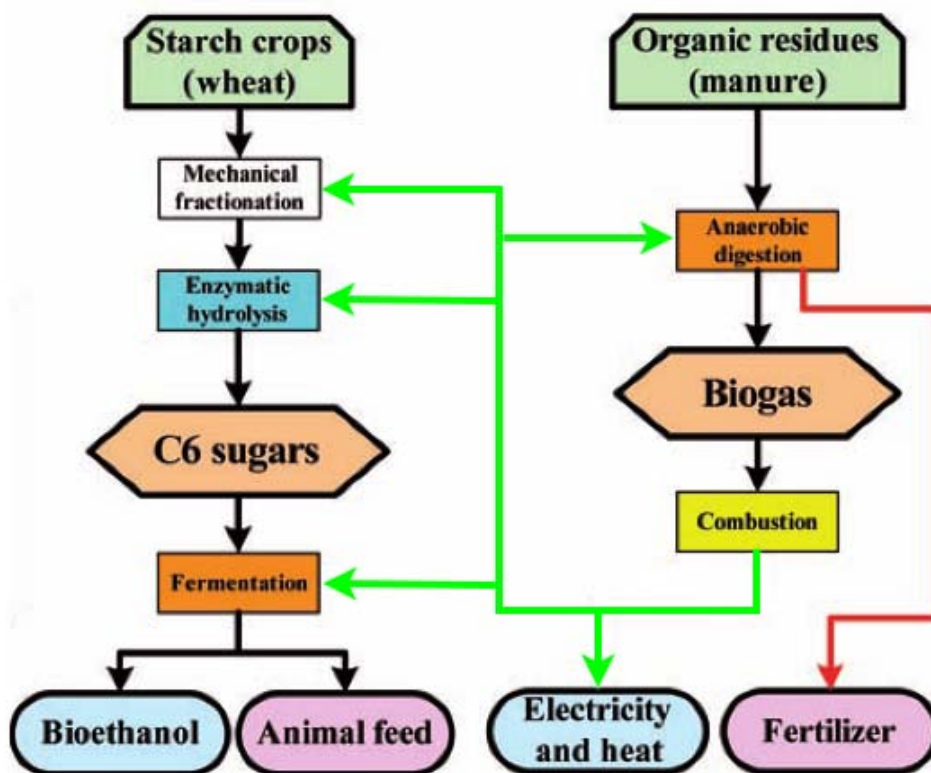 Starch crops
(wheat)
Organic residues
(manure)
Mechanical
fractionation
Anaerobic
digestion
Enzymatic
hydrolysis
Biogas
C6 sugars
Combustion
Fermentation
Bioethanol
Animal feed
Electricity
and heat
Fertilizer